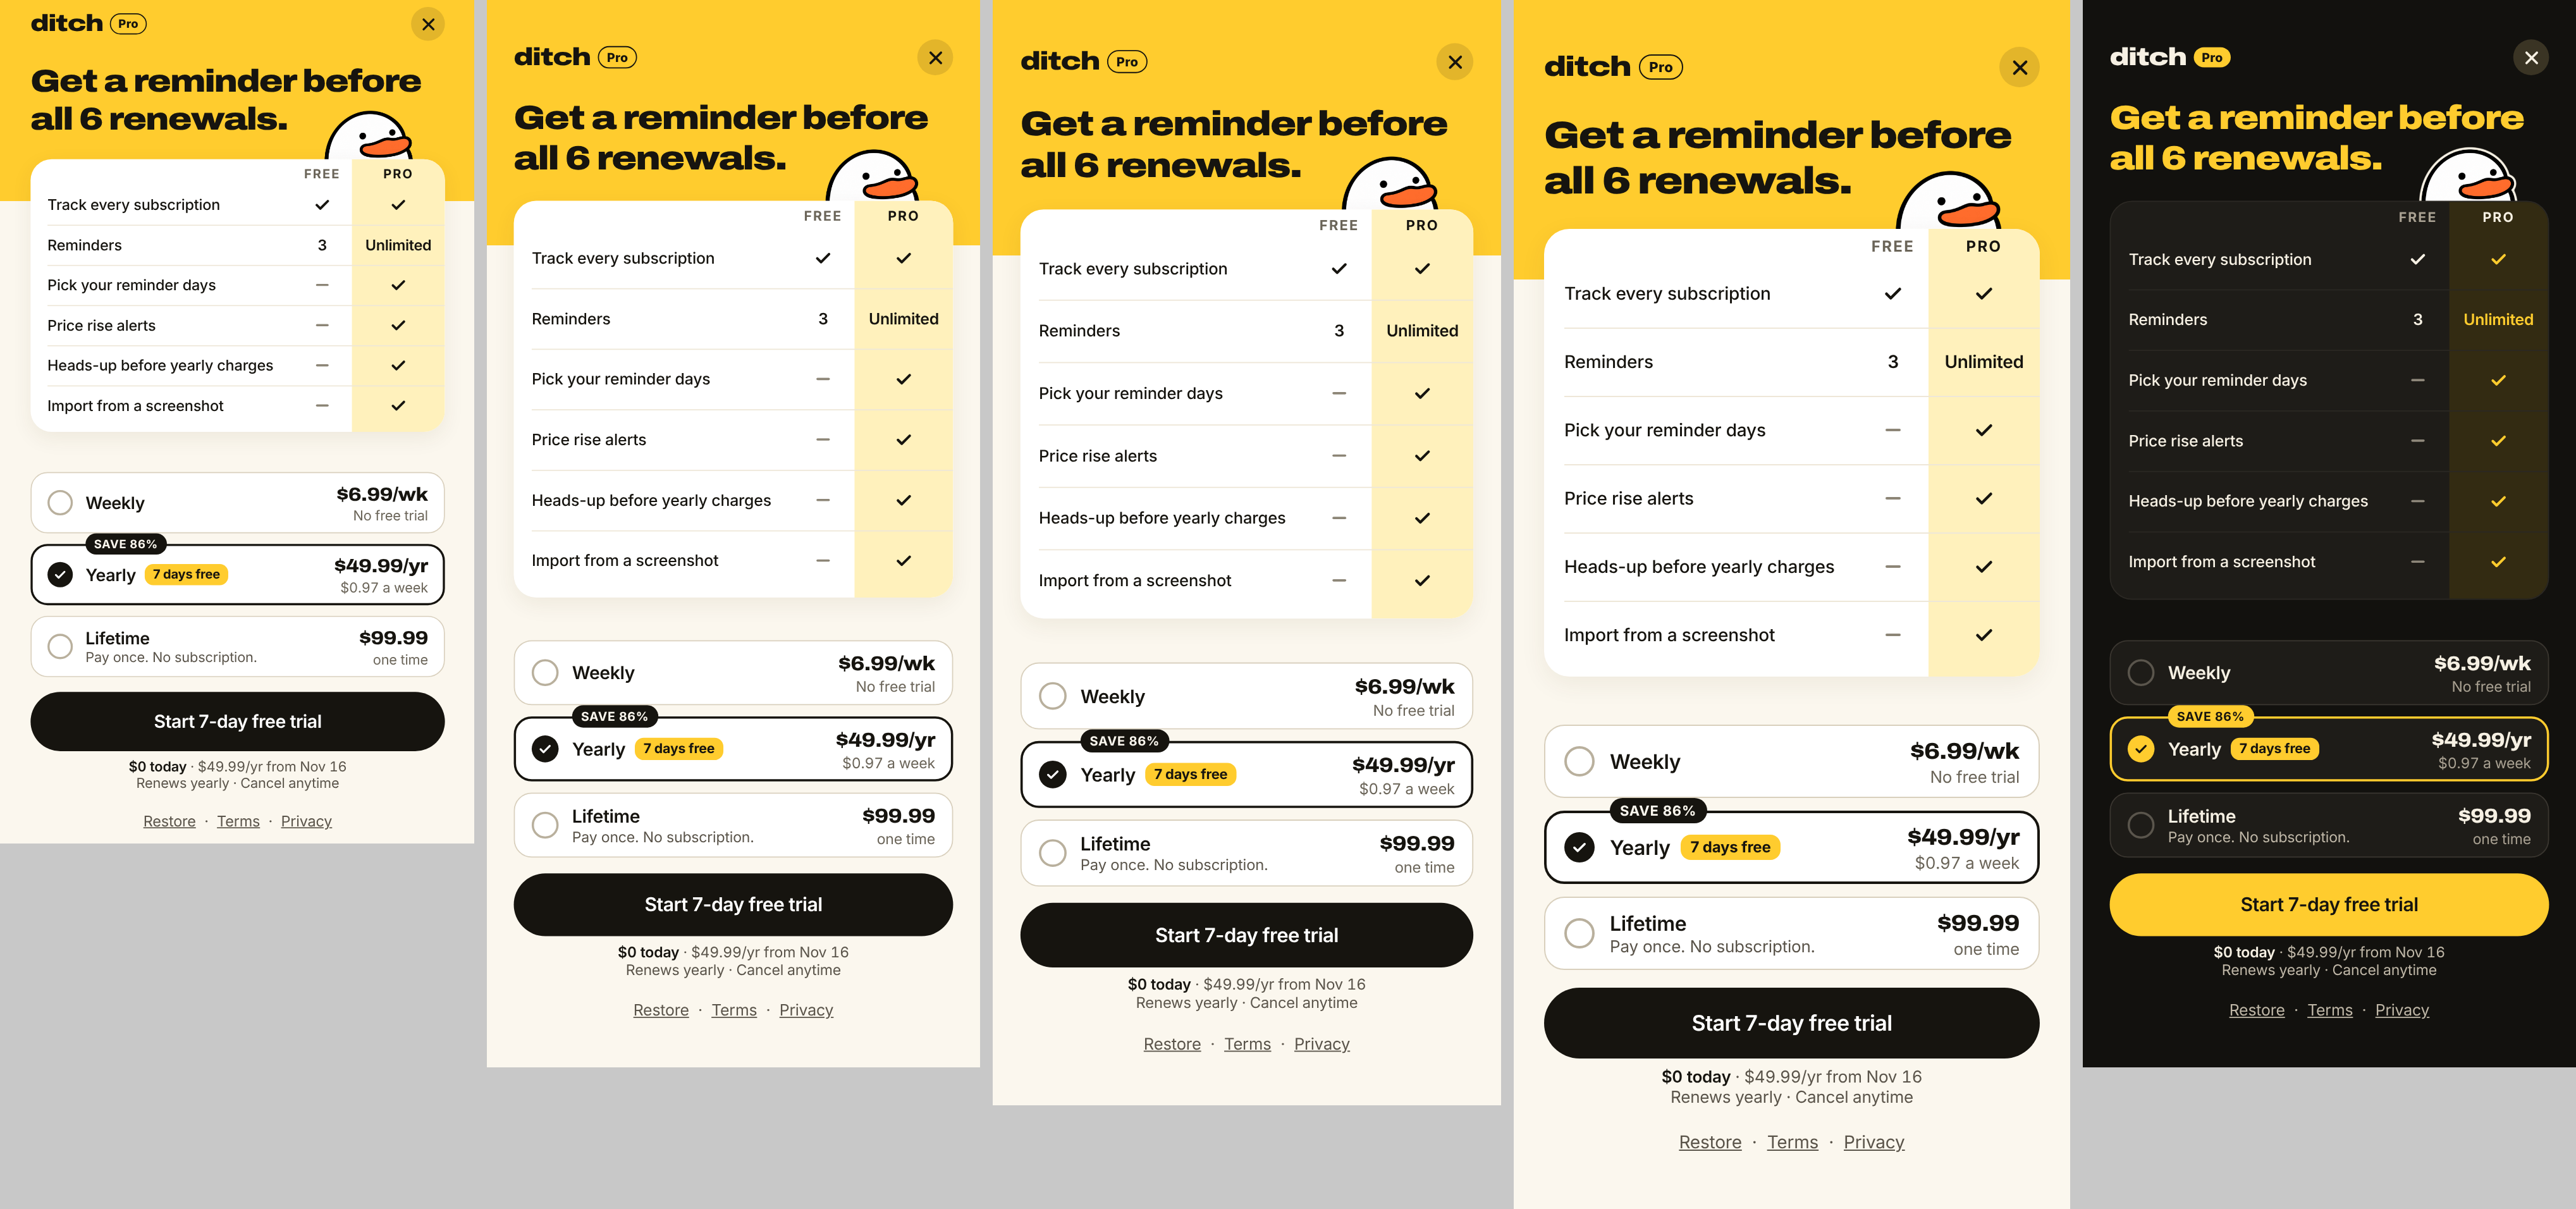 ditch Pro
Get a reminder before
all 6 renewals.
FREE PRO
Track every subscription
Reminders 3 Unlimited
Pick your reminder days
Price rise alerts
Heads-up before yearly charges
Import from a screenshot
Weekly $6.99/wk
No free trial
SAVE 86%
Yearly 7 days free $49.99/yr
$0.97 a week
Lifetime $99.99
Pay once. No subscription. one time
Start 7-day free trial
$0 today · $49.99/yr from Nov 16
Renews yearly · Cancel anytime
Restore · Terms · Privacy
ditch Pro
Get a reminder before
all 6 renewals.
FREE PRO
Track every subscription
Reminders 3 Unlimited
Pick your reminder days
Price rise alerts
Heads-up before yearly charges
Import from a screenshot
Weekly $6.99/wk
No free trial
SAVE 86%
Yearly 7 days free $49.99/yr
$0.97 a week
Lifetime $99.99
Pay once. No subscription. one time
Start 7-day free trial
$0 today · $49.99/yr from Nov 16
Renews yearly · Cancel anytime
Restore · Terms · Privacy
ditch Pro
Get a reminder before
all 6 renewals.
FREE PRO
Track every subscription
Reminders 3 Unlimited
Pick your reminder days
Price rise alerts
Heads-up before yearly charges
Import from a screenshot
Weekly $6.99/wk
No free trial
SAVE 86%
Yearly 7 days free $49.99/yr
$0.97 a week
Lifetime $99.99
Pay once. No subscription. one time
Start 7-day free trial
$0 today · $49.99/yr from Nov 16
Renews yearly · Cancel anytime
Restore · Terms · Privacy
ditch Pro
Get a reminder before
all 6 renewals.
FREE PRO
Track every subscription
Reminders 3 Unlimited
Pick your reminder days
Price rise alerts
Heads-up before yearly charges
Import from a screenshot
Weekly $6.99/wk
No free trial
SAVE 86%
Yearly 7 days free $49.99/yr
$0.97 a week
Lifetime $99.99
Pay once. No subscription. one time
Start 7-day free trial
$0 today · $49.99/yr from Nov 16
Renews yearly · Cancel anytime
Restore · Terms · Privacy
ditch Pro
Get a reminder before
all 6 renewals.
FREE PRO
Track every subscription
Reminders 3 Unlimited
Pick your reminder days
Price rise alerts
Heads-up before yearly charges
Import from a screenshot
Weekly $6.99/wk
No free trial
SAVE 86%
Yearly 7 days free $49.99/yr
$0.97 a week
Lifetime $99.99
Pay once. No subscription. one time
Start 7-day free trial
$0 today · $49.99/yr from Nov 16
Renews yearly · Cancel anytime
Restore · Terms · Privacy